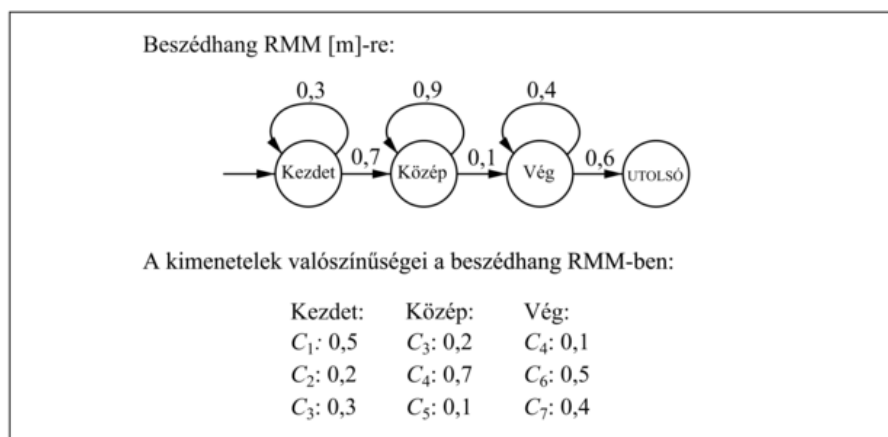 Beszédhang RMM [m]-re:
0,3 0,9 0,4
0,7 0,1 0,6
Kezdet Közép Vég UTOLSÓ
A kimenetelek valószínűségei a beszédhang RMM-ben:
Kezdet: Közép: Vég:
C₁: 0,5 C₃: 0,2 C₄: 0,1
C₂: 0,2 C₄: 0,7 C₆: 0,5
C₃: 0,3 C₅: 0,1 C₇: 0,4